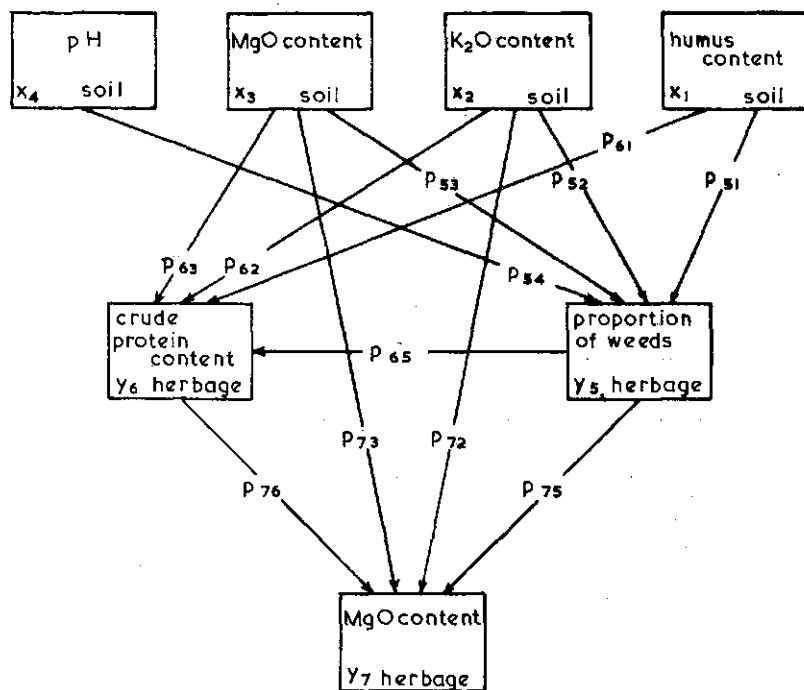 pH
x₄ soil
MgO content
x₃ soil
K₂O content
x₂ soil
humus
content
x₁ soil
p₆₁
p₅₃
p₅₂
p₅₁
p₆₃
p₆₂
p₅₄
crude
protein
content
y₆ herbage
proportion
of weeds
y₅, herbage
p₆₅
p₇₃
p₇₂
p₇₆
p₇₅
MgO content
y₇ herbage